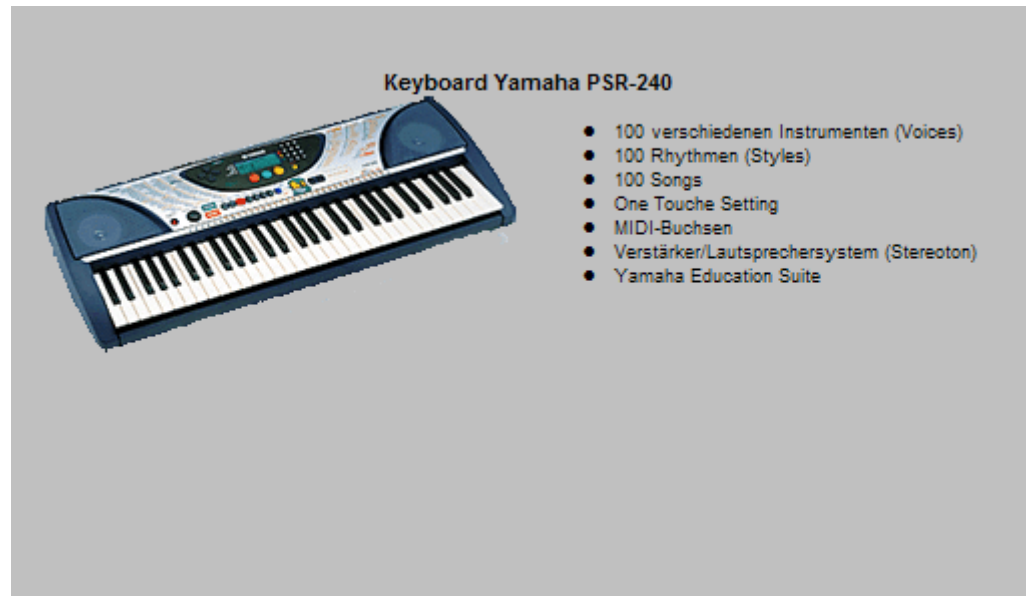 Keyboard Yamaha PSR-240
100 verschiedenen Instrumenten (Voices)
100 Rhythmen (Styles)
100 Songs
One Touche Setting
MIDI-Buchsen
Verstärker/Lautsprechersystem (Stereoton)
Yamaha Education Suite